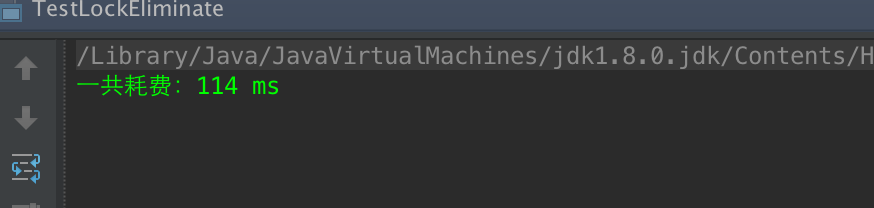 TestLockEliminate
/Library/Java/JavaVirtualMachines/jdk1.8.0.jdk/Contents/H
一共耗费: 114 ms